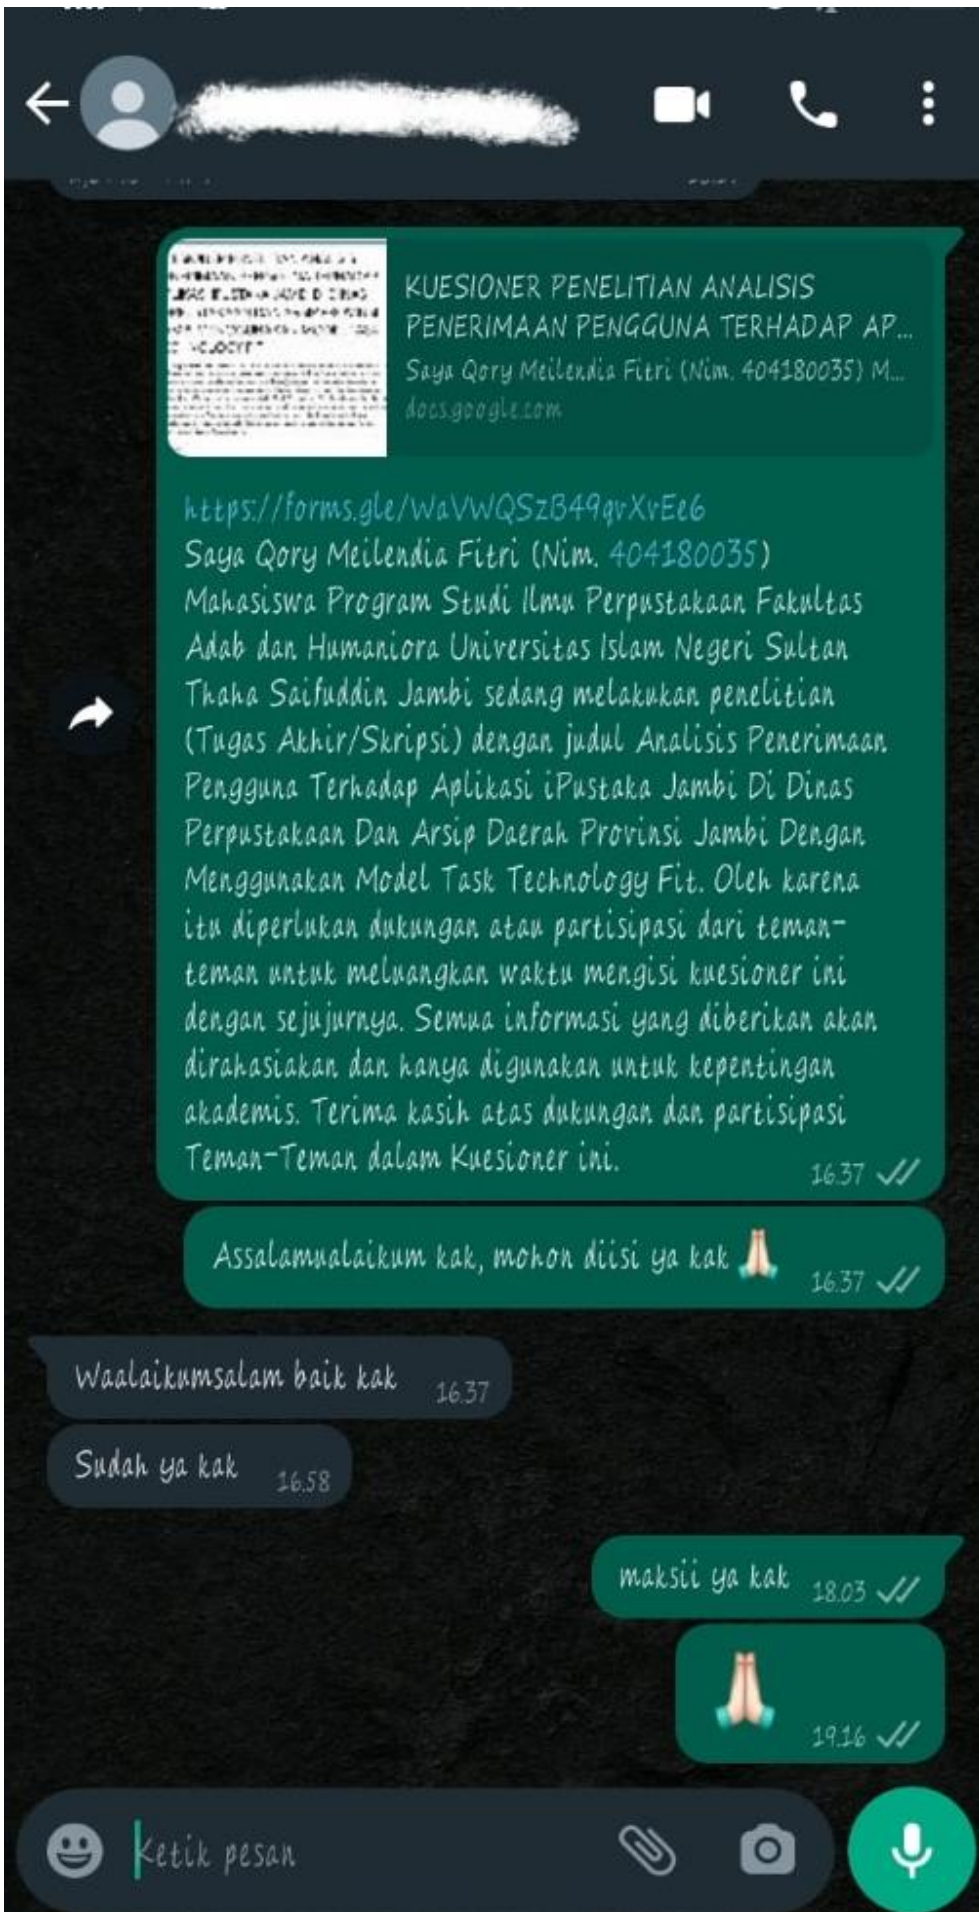 KUESIONER PENELITIAN ANALISIS
PENERIMAAN PENGGUNA TERHADAP AP...
Saya Qory Meilendia Fitri (Nim. 404180035) M...
docs.google.com
https://forms.gle/WaVWQSzB49qvXvEe6
Saya Qory Meilendia Fitri (Nim. 404180035)
Mahasiswa Program Studi Ilmu Perpustakaan Fakultas
Adab dan Humaniora Universitas Islam Negeri Sultan
Thaha Saifuddin Jambi sedang melakukan penelitian
(Tugas Akhir/Skripsi) dengan judul Analisis Penerimaan
Pengguna Terhadap Aplikasi iPustaka Jambi Di Dinas
Perpustakaan Dan Arsip Daerah Provinsi Jambi Dengan
Menggunakan Model Task Technology Fit. Oleh karena
itu diperlukan dukungan atau partisipasi dari teman-
teman untuk meluangkan waktu mengisi kuesioner ini
dengan sejujurnya. Semua informasi yang diberikan akan
dirahasiakan dan hanya digunakan untuk kepentingan
akademis. Terima kasih atas dukungan dan partisipasi
Teman-Teman dalam Kuesioner ini.
16.37
Assalamualaikum kak, mohon diisi ya kak 🙏🏻
16.37
Waalaikumsalam baik kak 16.37
Sudah ya kak 16.58
maksii ya kak 18.03
🙏🏻 19.16
Ketik pesan